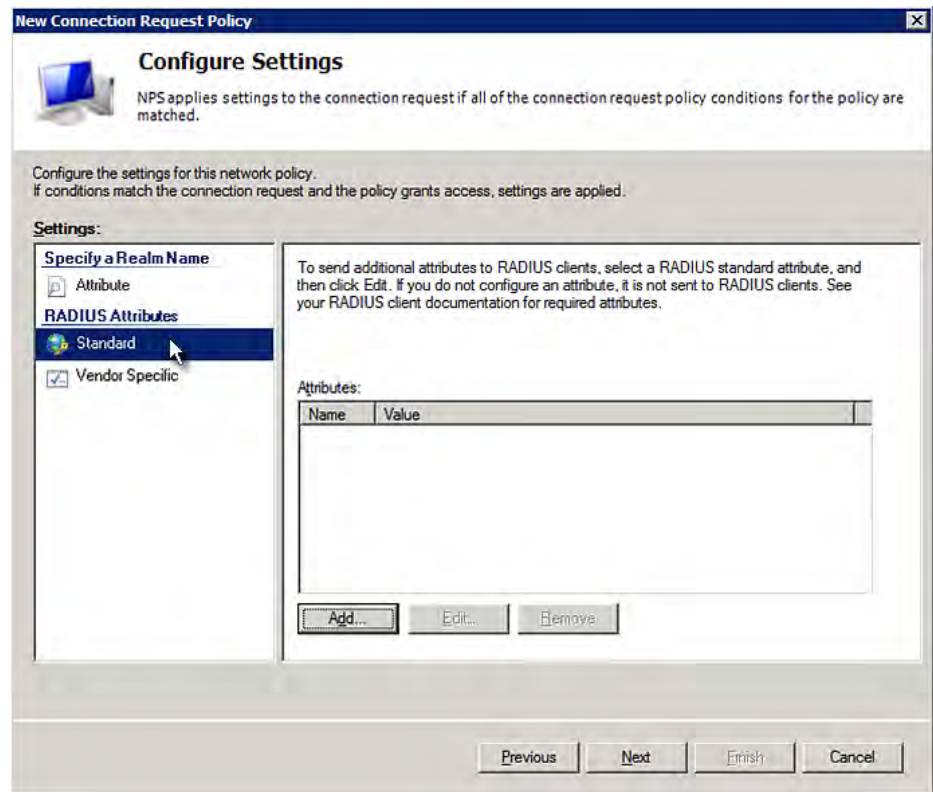 New Connection Request Policy
Configure Settings
NPS applies settings to the connection request if all of the connection request policy conditions for the policy are
matched.
Configure the settings for this network policy.
If conditions match the connection request and the policy grants access, settings are applied.
Settings:
Specify a Realm Name
Attribute
RADIUS Attributes
Standard
Vendor Specific
To send additional attributes to RADIUS clients, select a RADIUS standard attribute, and
then click Edit. If you do not configure an attribute, it is not sent to RADIUS clients. See
your RADIUS client documentation for required attributes.
Attributes:
Name Value
Add... Edit... Remove
Previous Next Finish Cancel